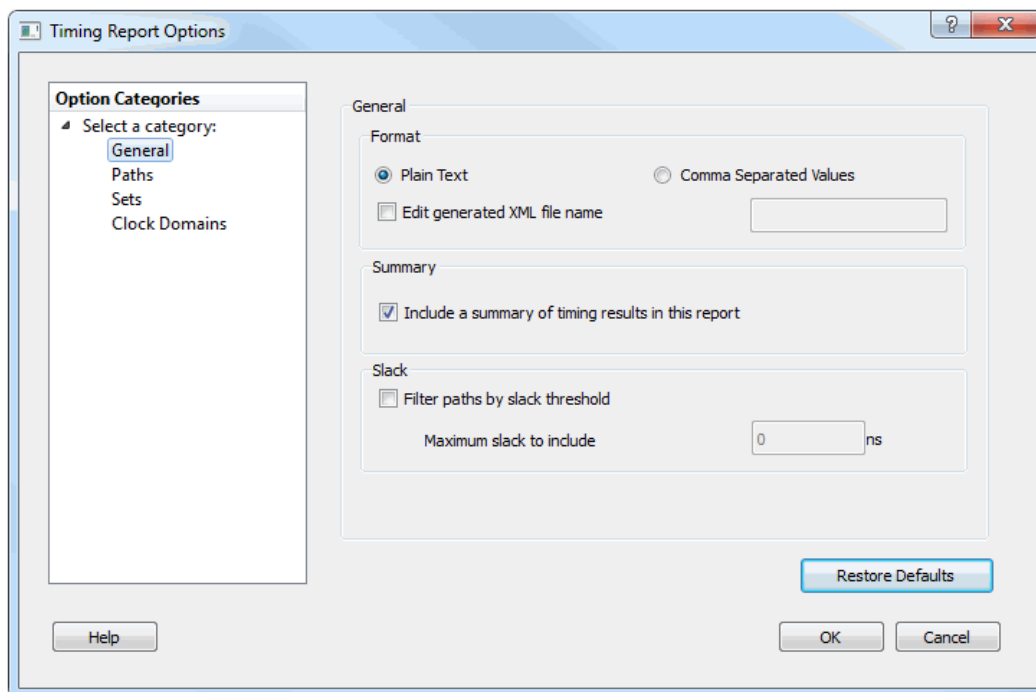 Timing Report Options
Option Categories
Select a category:
General
Paths
Sets
Clock Domains
General
Format
Plain Text
Comma Separated Values
Edit generated XML file name
Summary
Include a summary of timing results in this report
Slack
Filter paths by slack threshold
Maximum slack to include 0 ns
Restore Defaults
Help
OK
Cancel